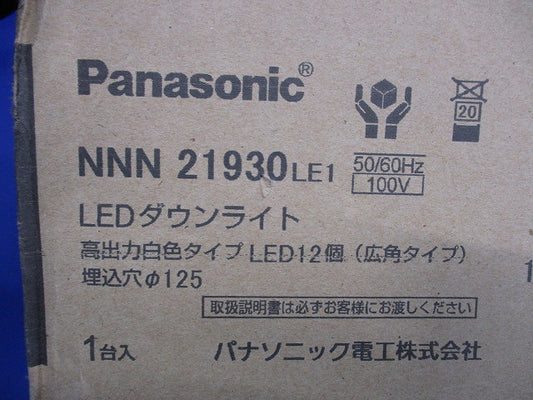 Panasonic®
20
NNN 21930LE1 50/60Hz
100V
LEDダウンライト
高出力白色タイプ LED12個（広角タイプ）
埋込穴φ125
取扱説明書は必ずお客様にお渡しください
1台入 パナソニック電工株式会社